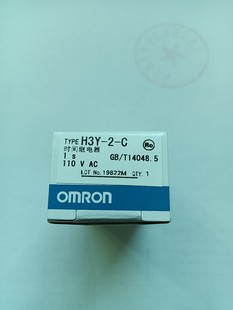 TYPE H3Y-2-C
时间继电器
1 s GB/T14048.5
110 V AC
LOT No. 19822M QTY. 1
OMRON